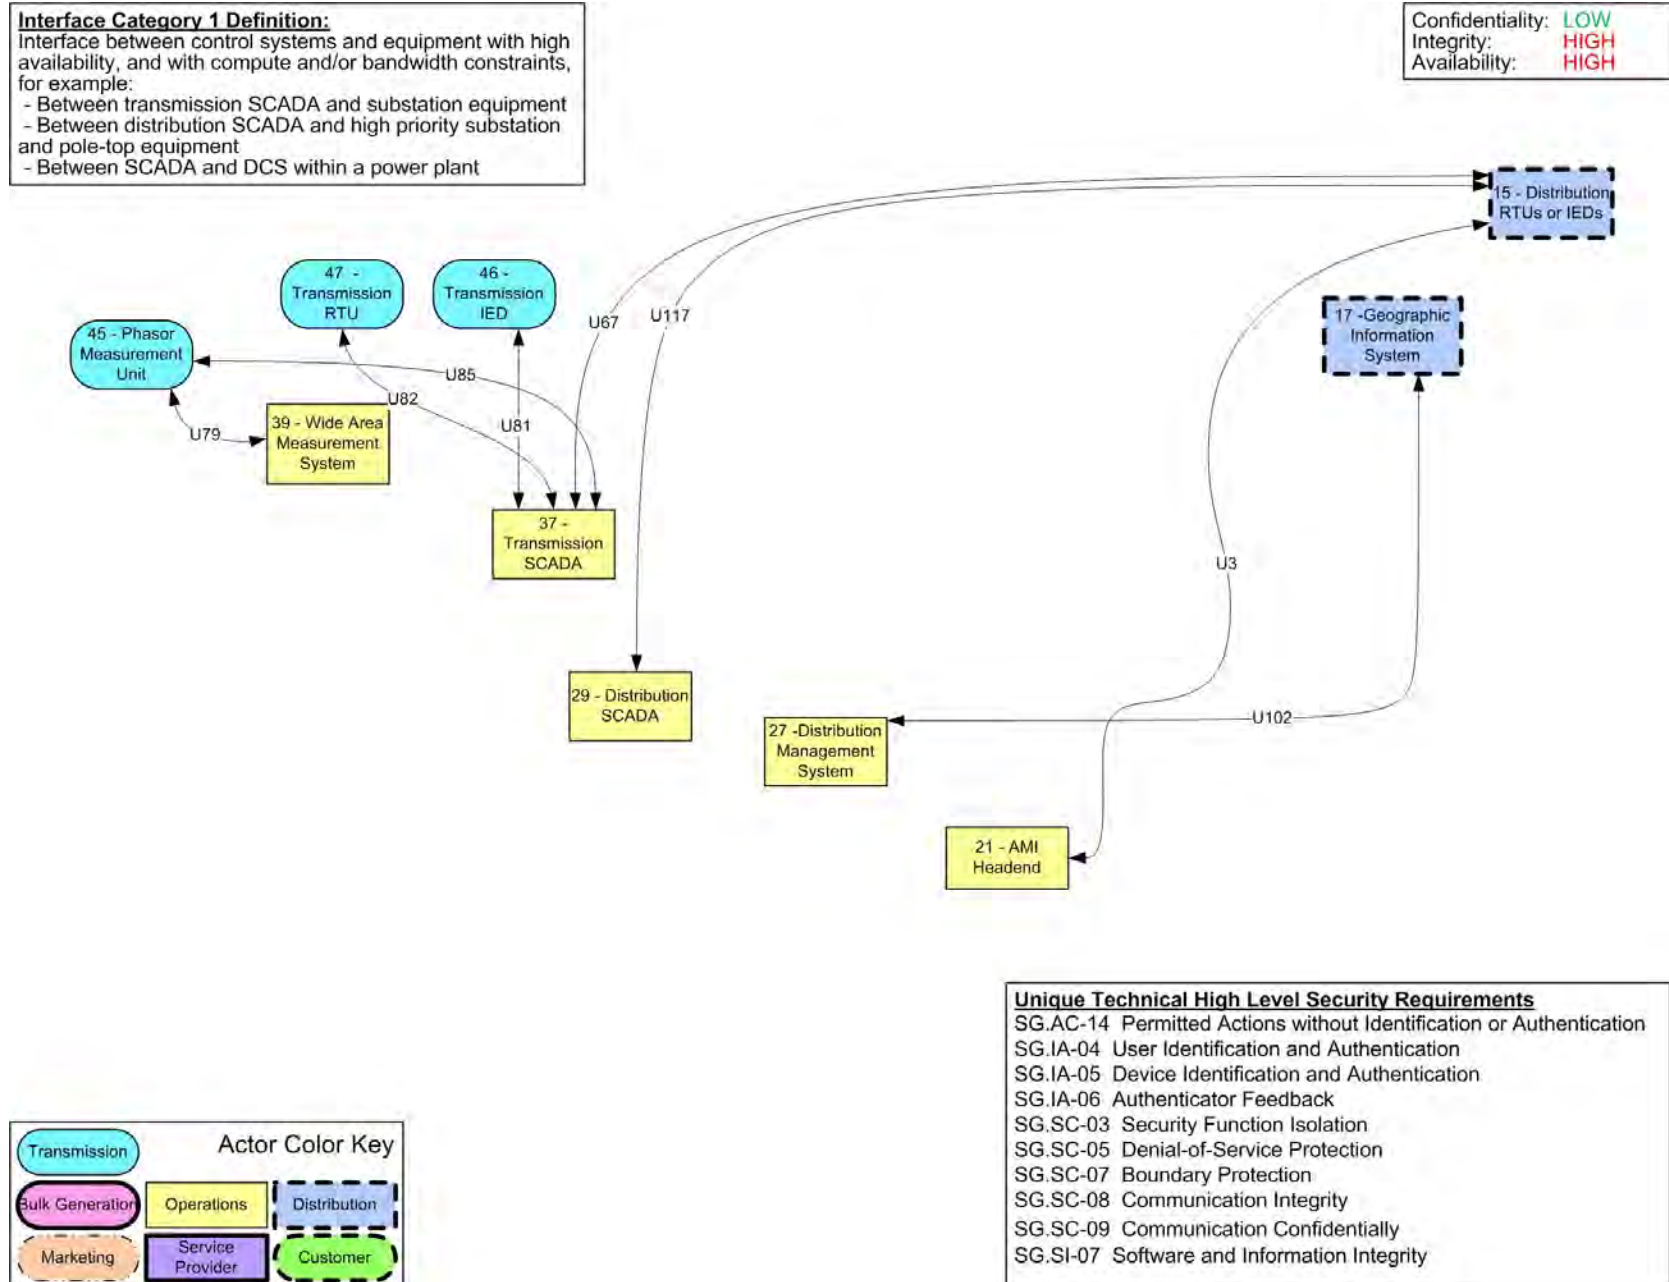 Interface Category 1 Definition:
Interface between control systems and equipment with high
availability, and with compute and/or bandwidth constraints,
for example:
- Between transmission SCADA and substation equipment
- Between distribution SCADA and high priority substation
and pole-top equipment
- Between SCADA and DCS within a power plant
Confidentiality: LOW
Integrity: HIGH
Availability: HIGH
15 - Distribution
RTUs or IEDs
47 -
Transmission
RTU
46 -
Transmission
IED
17 -Geographic
Information
System
45 - Phasor
Measurement
Unit
U67
U117
U85
U82
U81
U79
39 - Wide Area
Measurement
System
37 -
Transmission
SCADA
U3
29 - Distribution
SCADA
27 -Distribution
Management
System
U102
21 - AMI
Headend
Unique Technical High Level Security Requirements
SG.AC-14 Permitted Actions without Identification or Authentication
SG.IA-04 User Identification and Authentication
SG.IA-05 Device Identification and Authentication
SG.IA-06 Authenticator Feedback
SG.SC-03 Security Function Isolation
SG.SC-05 Denial-of-Service Protection
SG.SC-07 Boundary Protection
SG.SC-08 Communication Integrity
SG.SC-09 Communication Confidentially
SG.SI-07 Software and Information Integrity
Actor Color Key
Transmission
Bulk Generation
Operations
Distribution
Marketing
Service
Provider
Customer